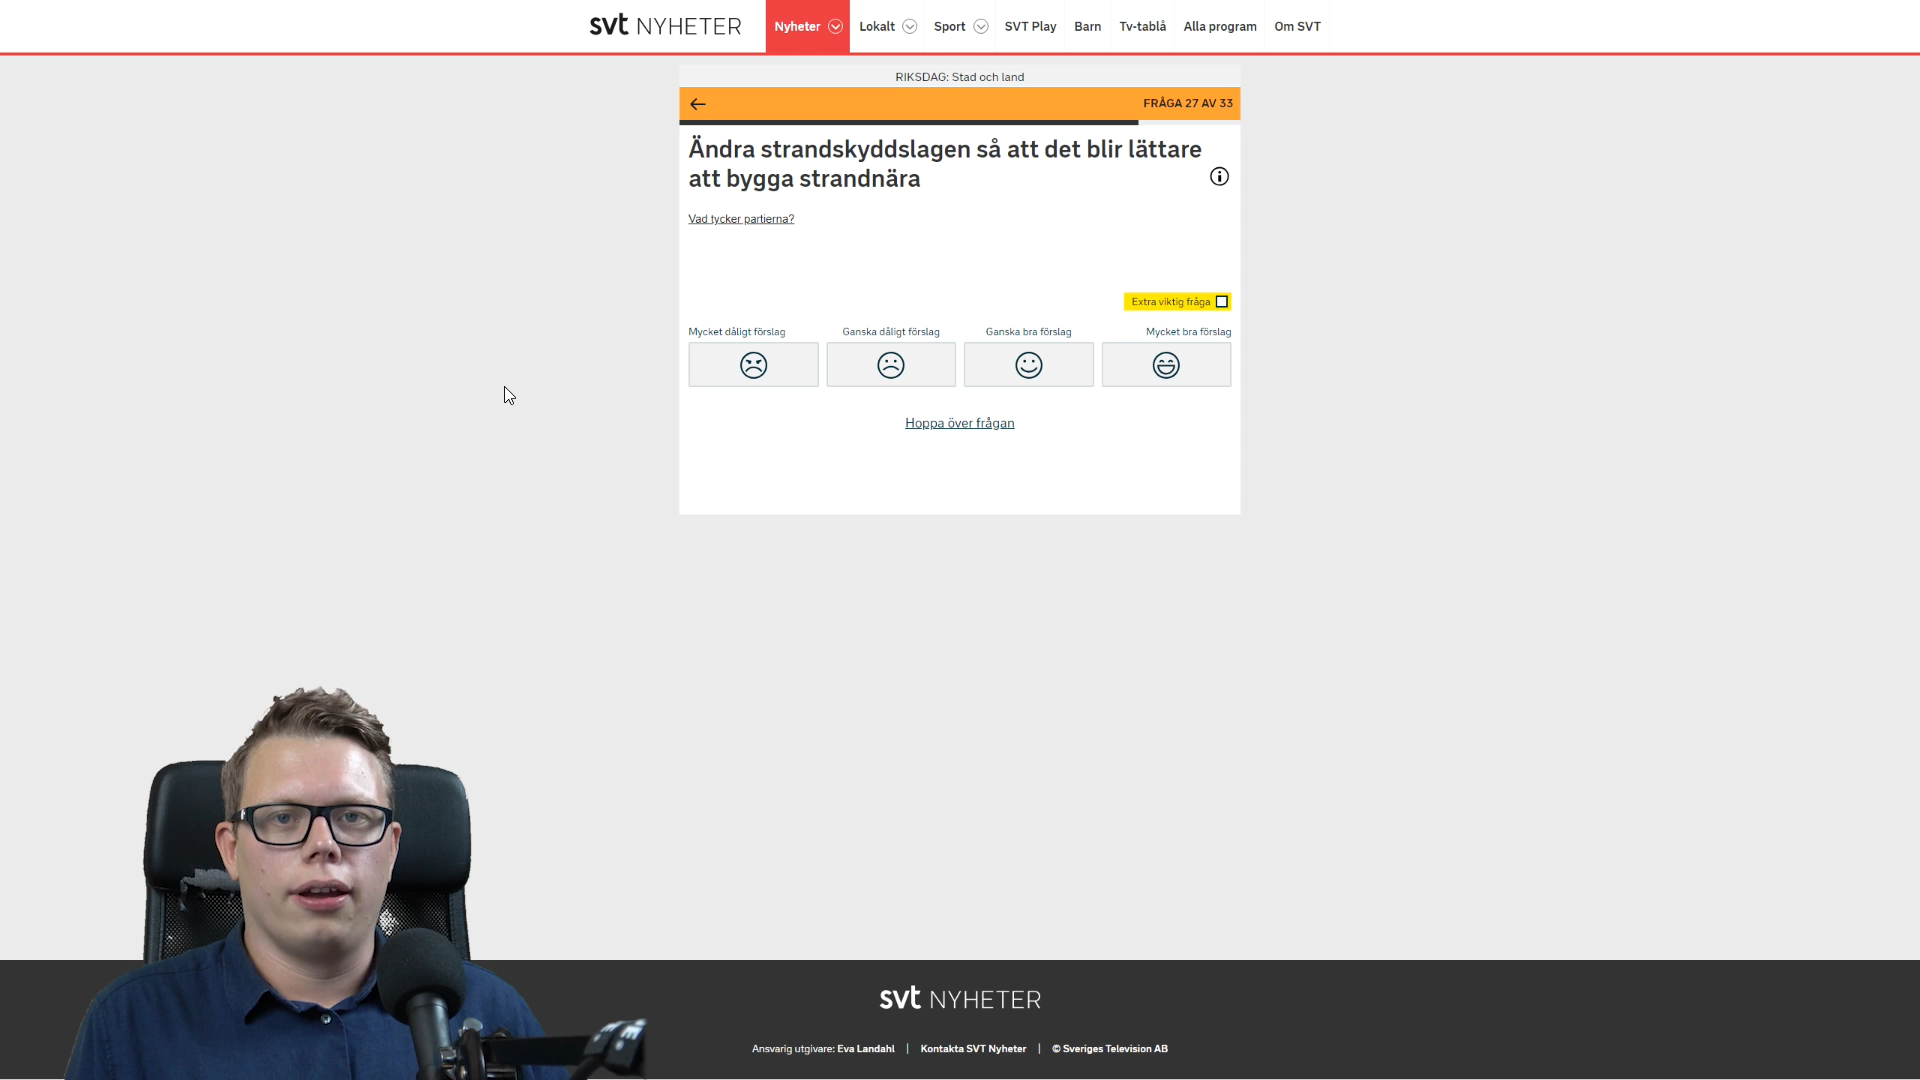 svt NYHETER
Nyheter Lokalt Sport SVT Play Barn Tv-tablå Alla program Om SVT
RIKSDAG: Stad och land
FRÅGA 27 AV 33
Ändra strandskyddslagen så att det blir lättare
att bygga strandnära
Vad tycker partierna?
Extra viktig fråga
Mycket dåligt förslag Ganska dåligt förslag Ganska bra förslag Mycket bra förslag
Hoppa över frågan
svt NYHETER
Ansvarig utgivare: Eva Landahl | Kontakta SVT Nyheter | © Sveriges Television AB